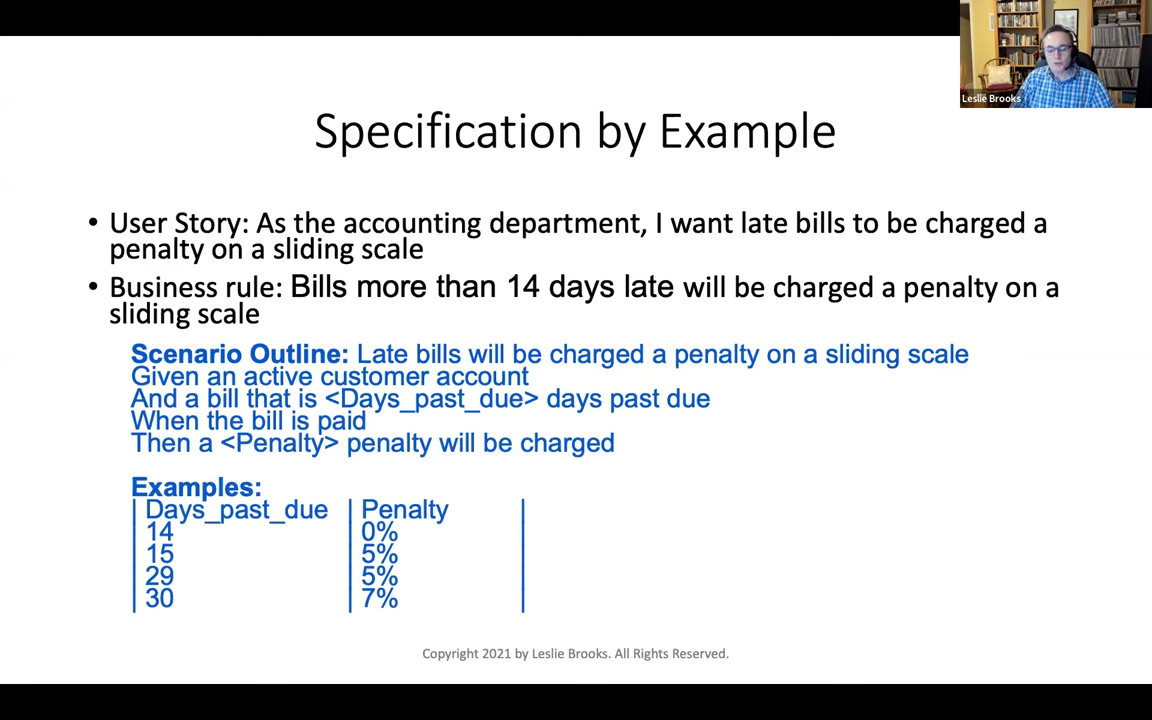 Leslie Brooks
Specification by Example
• User Story: As the accounting department, I want late bills to be charged a
penalty on a sliding scale
• Business rule: Bills more than 14 days late will be charged a penalty on a
sliding scale
Scenario Outline: Late bills will be charged a penalty on a sliding scale
Given an active customer account
And a bill that is <Days_past_due> days past due
When the bill is paid
Then a <Penalty> penalty will be charged
Examples:
| Days_past_due | Penalty |
| 14 | 0% |
| 15 | 5% |
| 29 | 5% |
| 30 | 7% |
Copyright 2021 by Leslie Brooks. All Rights Reserved.